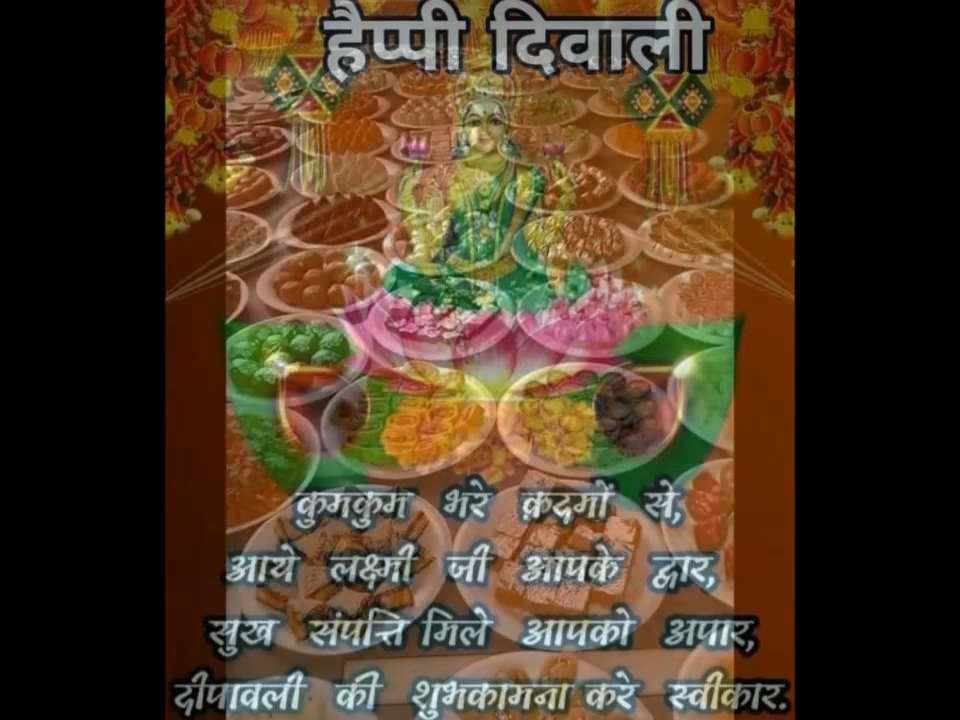 हैप्पी दिवाली
कुमकुम भरे क़दमों से,
आये लक्ष्मी जी आपके द्वार,
सुख संपत्ति मिले आपको अपार,
दीपावली की शुभकामना करे स्वीकार.